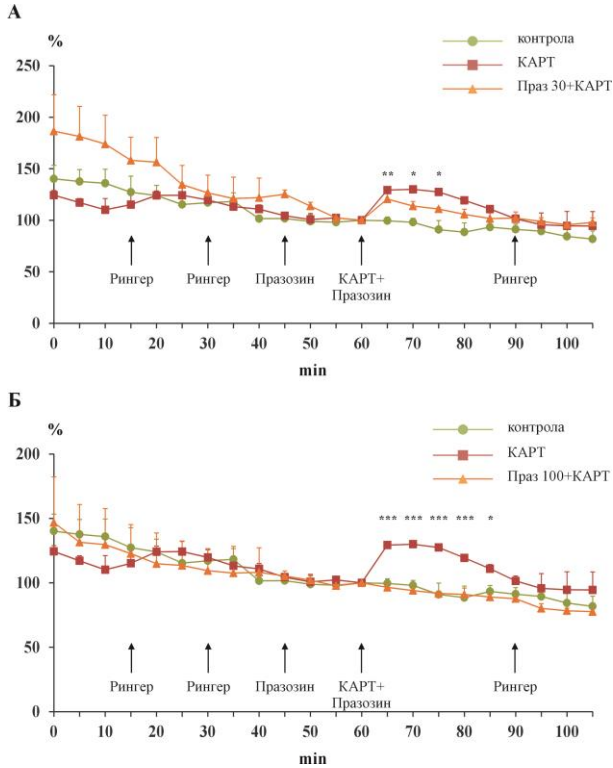 А
%
контрола
КАРТ
Праз 30+КАРТ
250
200
150
100
50
0
** * *
Рингер Рингер Празозин КАРТ+
Празозин Рингер
0 10 20 30 40 50 60 70 80 90 100
min
Б
%
контрола
КАРТ
Праз 100+КАРТ
200
150
100
50
0
*** *** *** *** *
Рингер Рингер Празозин КАРТ+
Празозин Рингер
0 10 20 30 40 50 60 70 80 90 100
min